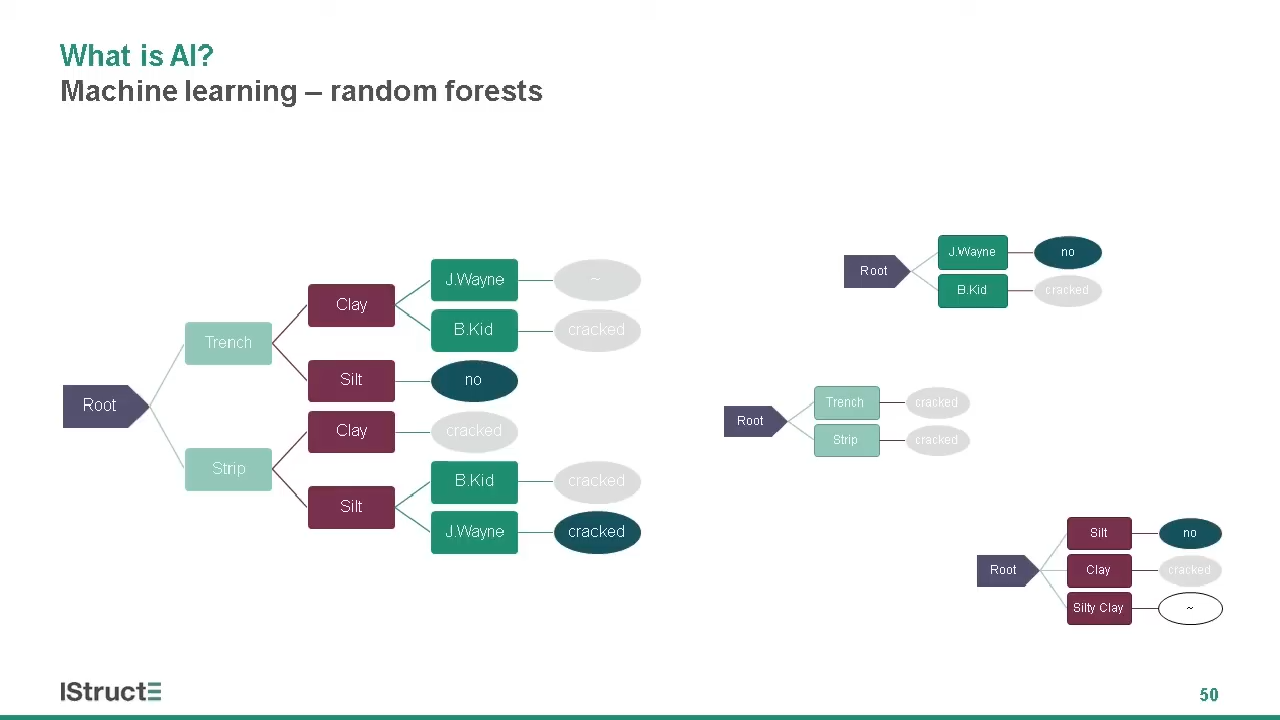 What is AI?
Machine learning – random forests
Root
Trench
Strip
Clay
Silt
Clay
Silt
J.Wayne
B.Kid
no
cracked
B.Kid
J.Wayne
~
cracked
cracked
cracked
Root
J.Wayne
B.Kid
no
cracked
Root
Trench
Strip
cracked
cracked
Root
Silt
Clay
Silty Clay
no
cracked
~
IStructE
50